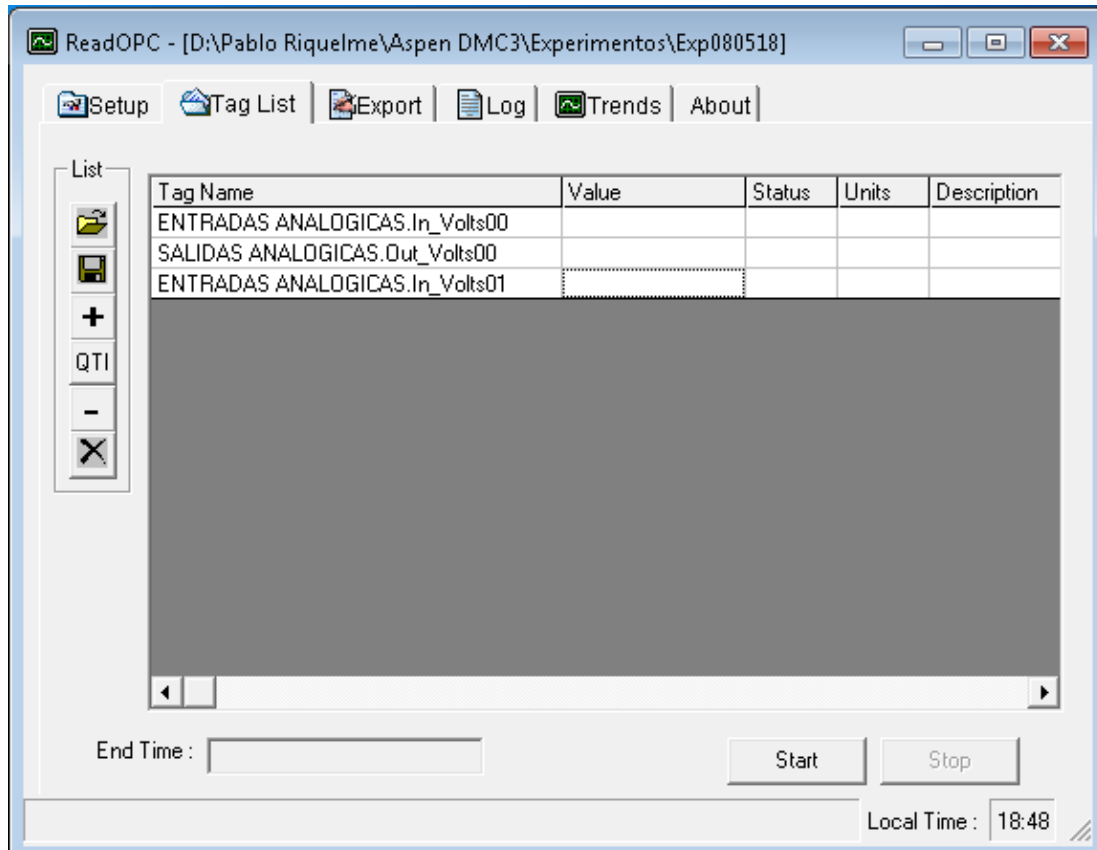 ReadOPC - [D:\Pablo Riquelme\Aspen DMC3\Experimentos\Exp080518]
Setup Tag List Export Log Trends About
List
Tag Name Value Status Units Description
ENTRADAS ANALOGICAS.In_Volts00
SALIDAS ANALOGICAS.Out_Volts00
ENTRADAS ANALOGICAS.In_Volts01
+
QTI
-
End Time :
Start Stop
Local Time : 18:48